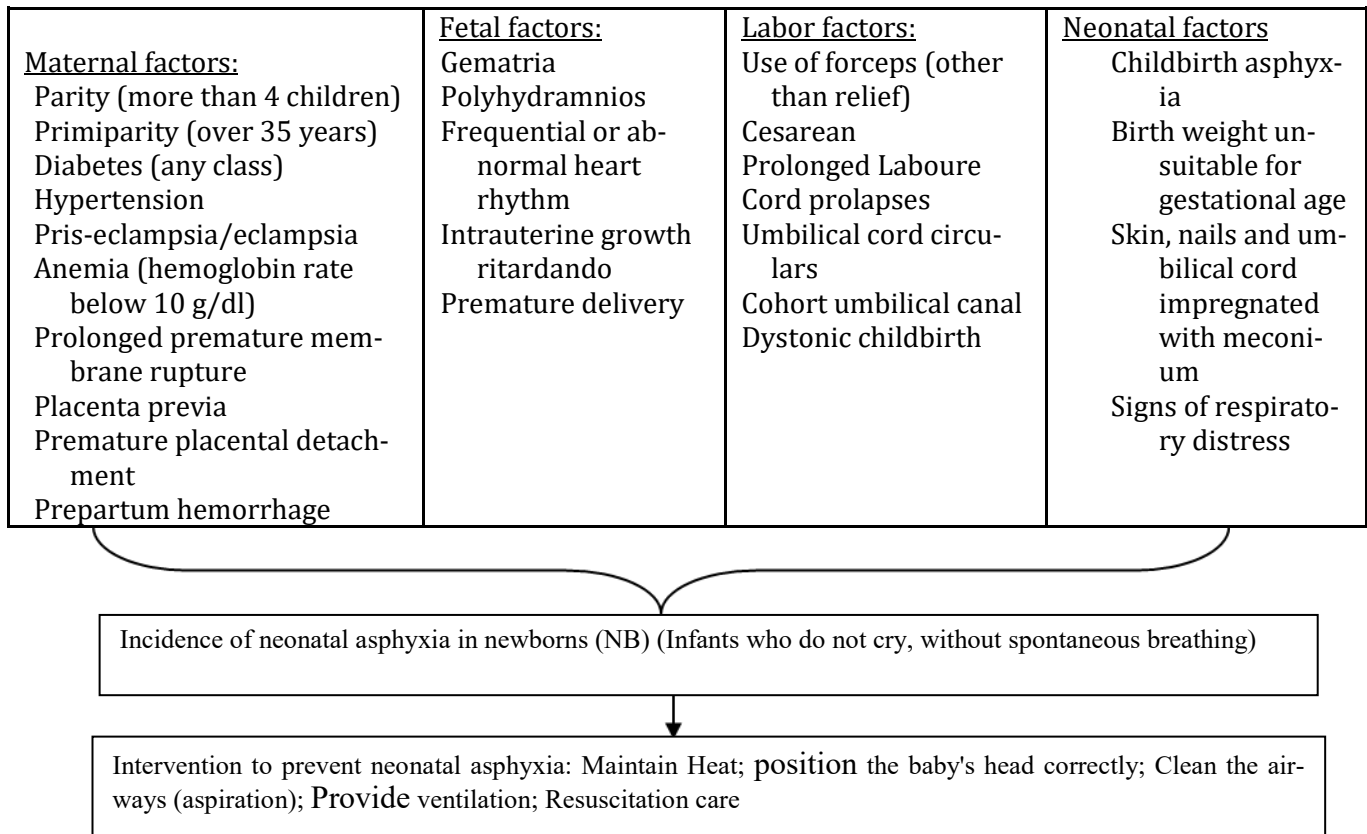 Maternal factors:
Parity (more than 4 children)
Primiparity (over 35 years)
Diabetes (any class)
Hypertension
Pris-eclampsia/eclampsia
Anemia (hemoglobin rate
below 10 g/dl)
Prolonged premature mem-
brane rupture
Placenta previa
Premature placental detach-
ment
Prepartum hemorrhage
Fetal factors:
Gematria
Polyhydramnios
Frequential or ab-
normal heart
rhythm
Intrauterine growth
ritardando
Premature delivery
Labor factors:
Use of forceps (other
than relief)
Cesarean
Prolonged Laboure
Cord prolapses
Umbilical cord circu-
lars
Cohort umbilical canal
Dystonic childbirth
Neonatal factors
Childbirth asphyx-
ia
Birth weight un-
suitable for
gestational age
Skin, nails and um-
bilical cord
impregnated
with meconi-
um
Signs of respirato-
ry distress
Incidence of neonatal asphyxia in newborns (NB) (Infants who do not cry, without spontaneous breathing)
Intervention to prevent neonatal asphyxia: Maintain Heat; position the baby's head correctly; Clean the air-
ways (aspiration); Provide ventilation; Resuscitation care